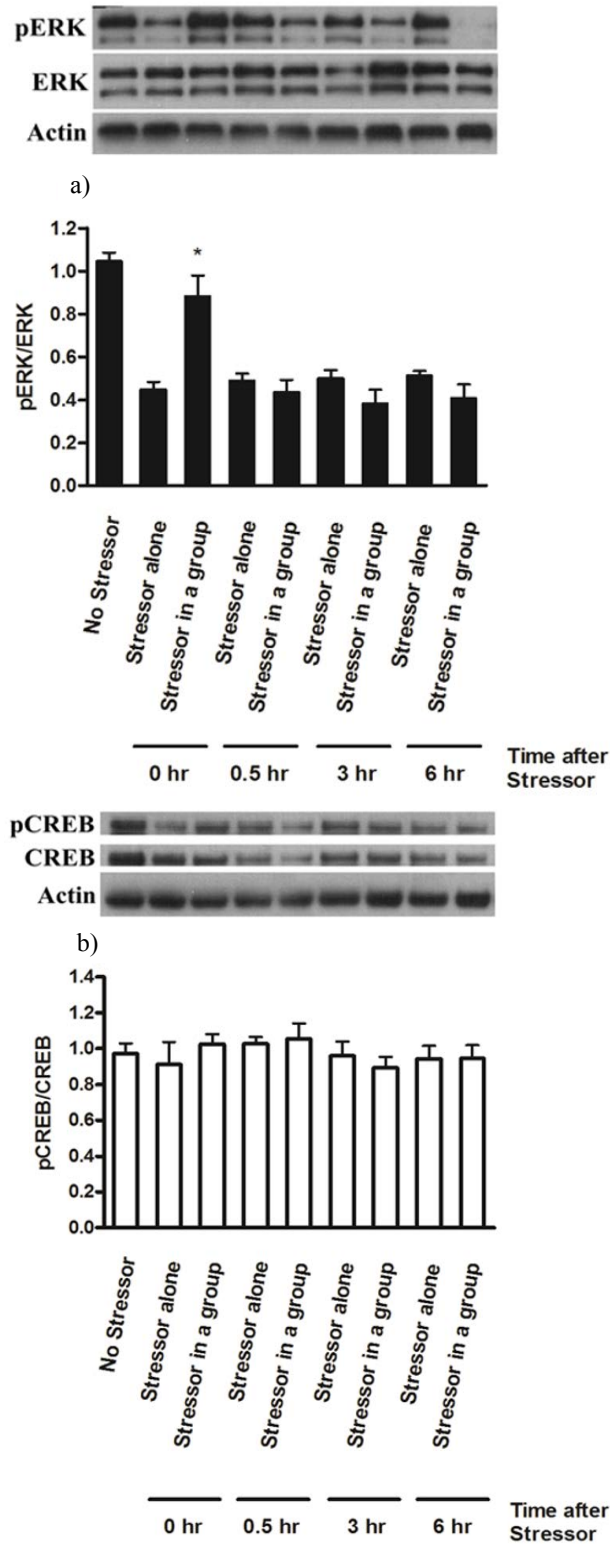 pERK
ERK
Actin
a)
1.2
1.0
0.8
0.6
0.4
0.2
0.0
pERK/ERK
*
No Stressor
Stressor alone
Stressor in a group
Stressor alone
Stressor in a group
Stressor alone
Stressor in a group
Stressor alone
Stressor in a group
0 hr 0.5 hr 3 hr 6 hr
Time after
Stressor
pCREB
CREB
Actin
b)
1.4
1.2
1.0
0.8
0.6
0.4
0.2
0.0
pCREB/CREB
No Stressor
Stressor alone
Stressor in a group
Stressor alone
Stressor in a group
Stressor alone
Stressor in a group
Stressor alone
Stressor in a group
0 hr 0.5 hr 3 hr 6 hr
Time after
Stressor